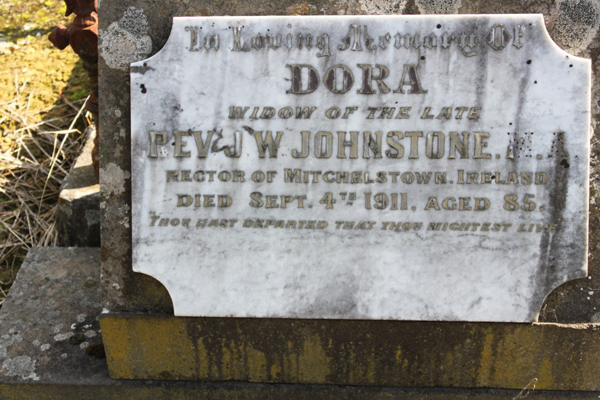 In Loving Memory Of
DORA
WIDOW OF THE LATE
REV. J. W. JOHNSTONE.
RECTOR OF MITCHELSTOWN. IRELAND
DIED SEPT. 4TH 1911. AGED 85.
THOU HAST DEPARTED THAT THOU MIGHTEST LIVE